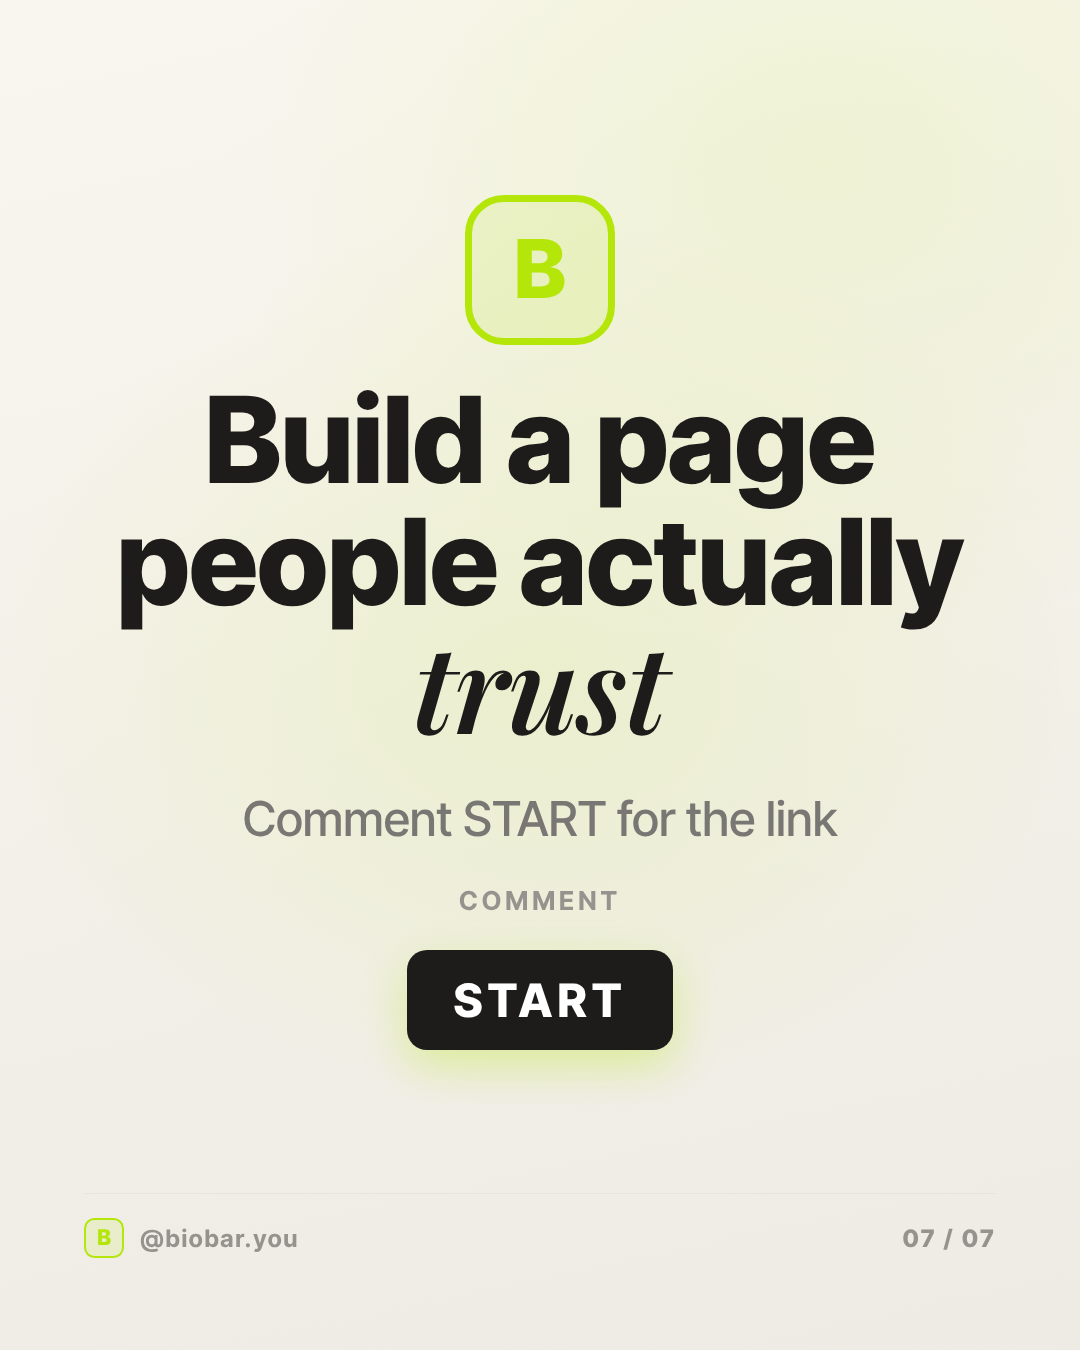 B
Build a page
people actually
trust
Comment START for the link
COMMENT
START
B @biobar.you
07 / 07